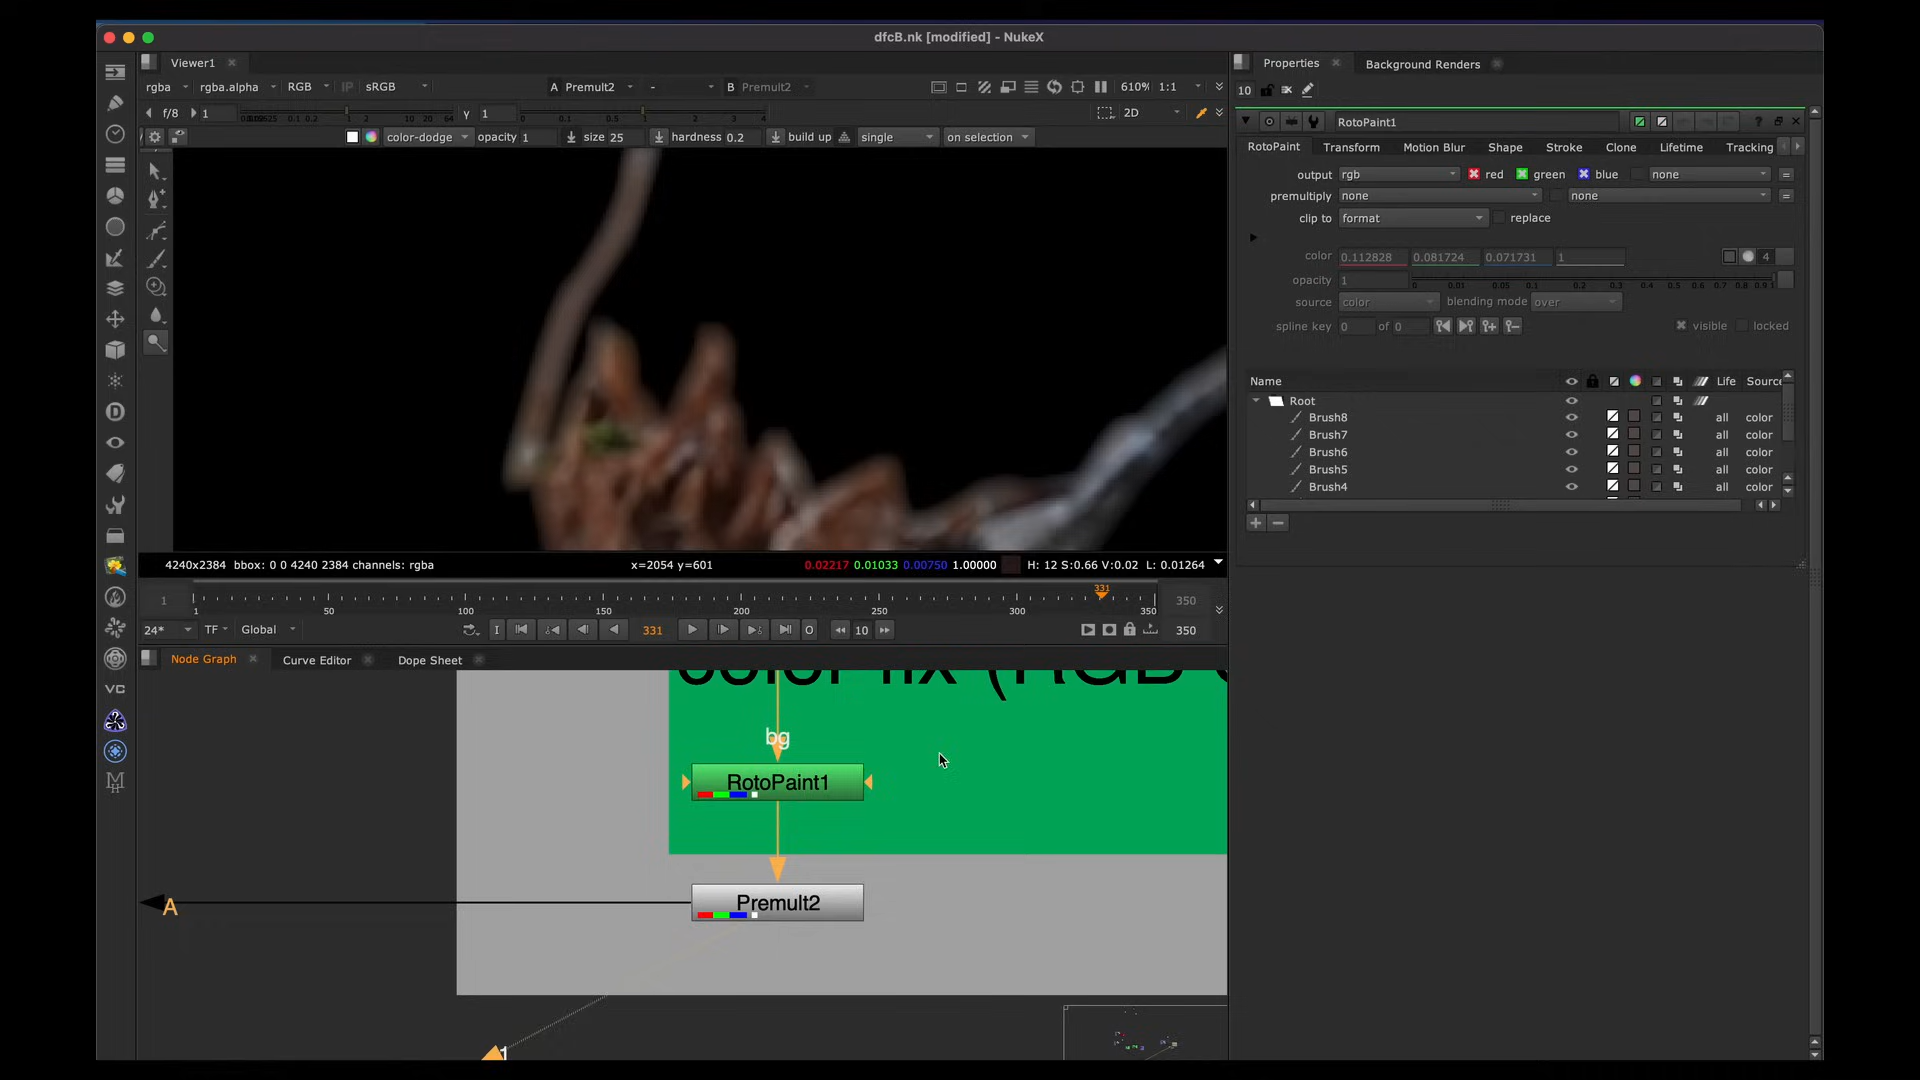 dfcB.nk [modified] - NukeX
Viewer1
Properties
Background Renders
rgba rgba.alpha RGB IP sRGB A Premult2 - B Premult2 610% 1:1
10
f/8 1 γ 1 2D
RotoPaint1
color-dodge opacity 1 size 25 hardness 0.2 build up single on selection
RotoPaint Transform Motion Blur Shape Stroke Clone Lifetime Tracking
output rgb red green blue none =
premultiply none none =
clip to format replace
color 0.112828 0.081724 0.071731 1 4
opacity 1
source color blending mode over
spline key 0 of 0 visible locked
Name Life Source
Root
Brush8 all color
Brush7 all color
Brush6 all color
Brush5 all color
Brush4 all color
4240x2384 bbox: 0 0 4240 2384 channels: rgba x=2054 y=601 0.02217 0.01033 0.00750 1.00000 H: 12 S:0.66 V:0.02 L: 0.01264
331
1 350
1 50 100 150 200 250 300 350
24* TF Global I 331 O 10 350
Node Graph Curve Editor Dope Sheet
bg
RotoPaint1
Premult2
A
1
D
VC